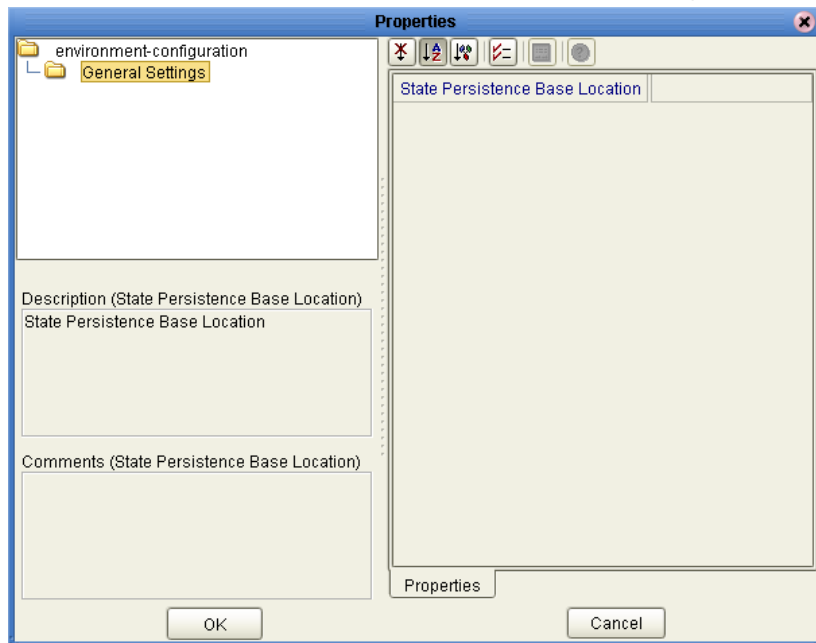 Properties
environment-configuration
General Settings
State Persistence Base Location
Description (State Persistence Base Location)
State Persistence Base Location
Comments (State Persistence Base Location)
Properties
OK
Cancel